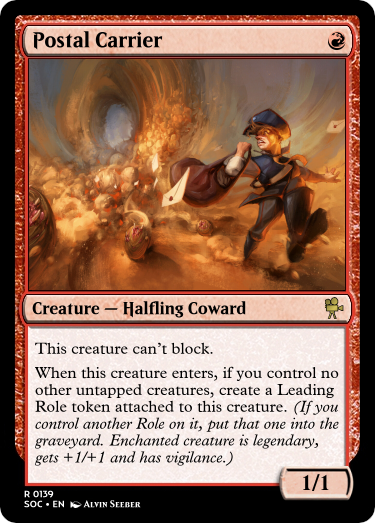 Postal Carrier
Creature — Halfling Coward
This creature can't block.
When this creature enters, if you control
no other untapped creatures, create a Leading
Role token attached to this creature. (If you
control another Role on it, put that one into the
graveyard. Enchanted creature is legendary,
gets +1/+1 and has vigilance.)
1/1
R 0139
SOC • EN Alvin Seeber